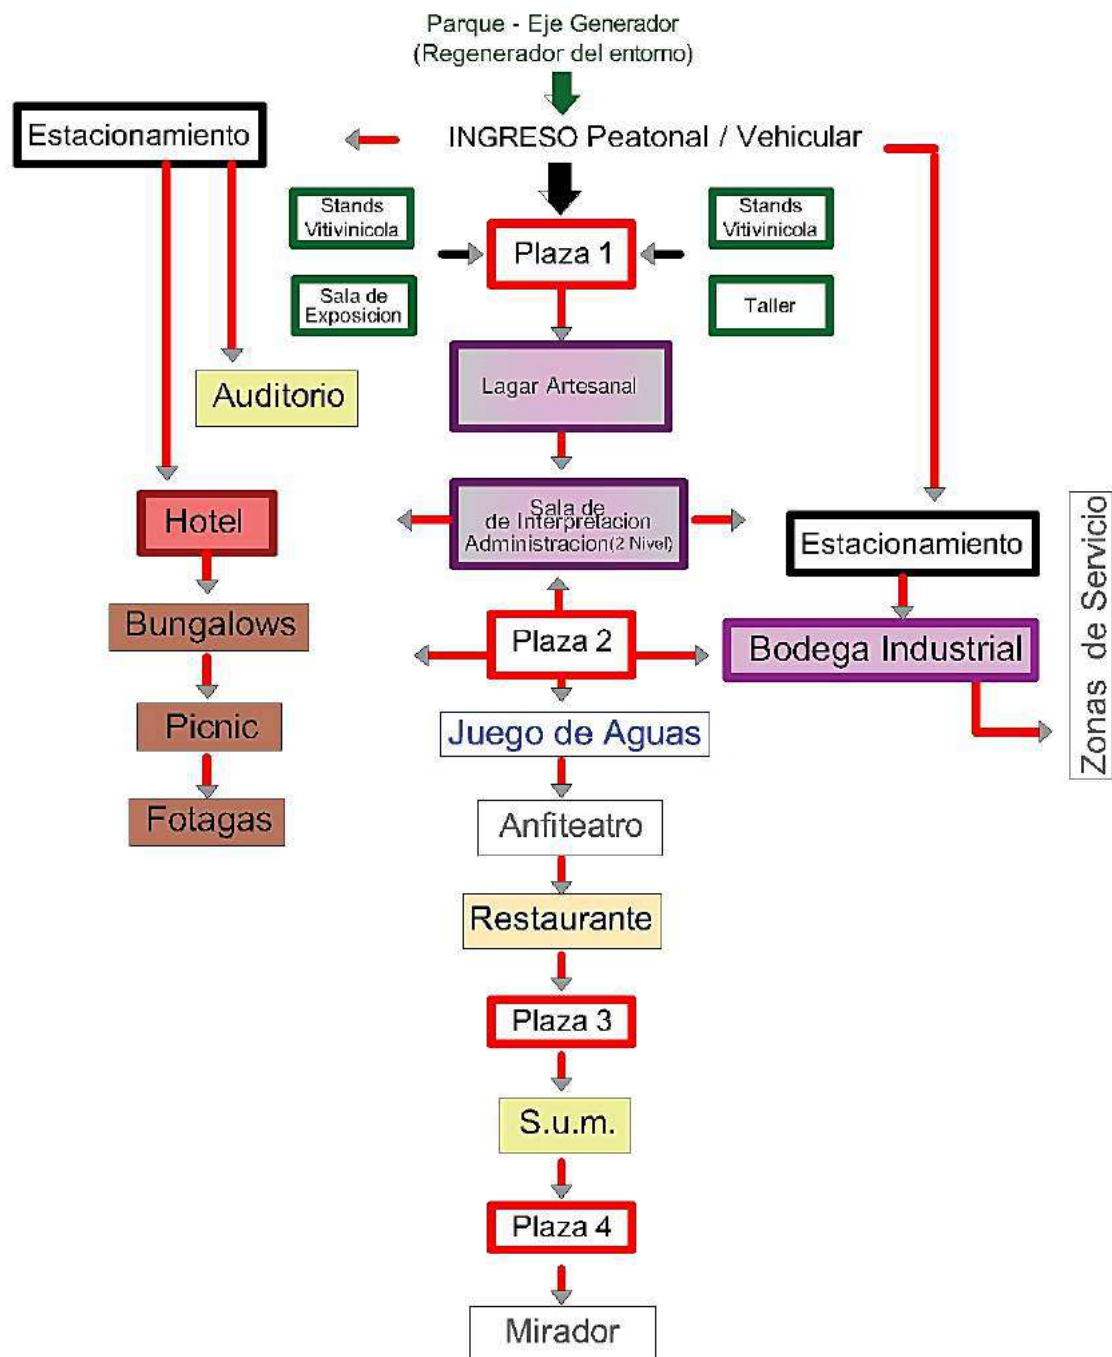 Parque - Eje Generador
(Regenerador del entorno)
Estacionamiento
INGRESO Peatonal / Vehicular
Stands
Vitivinicola
Stands
Vitivinicola
Plaza 1
Sala de
Exposicion
Taller
Lagar Artesanal
Auditorio
Hotel
Sala de
de Interpretacion
Administracion(2 Nivel)
Estacionamiento
Zonas de Servicio
Bungalows
Plaza 2
Bodega Industrial
Picnic
Juego de Aguas
Fotagas
Anfiteatro
Restaurante
Plaza 3
S.u.m.
Plaza 4
Mirador